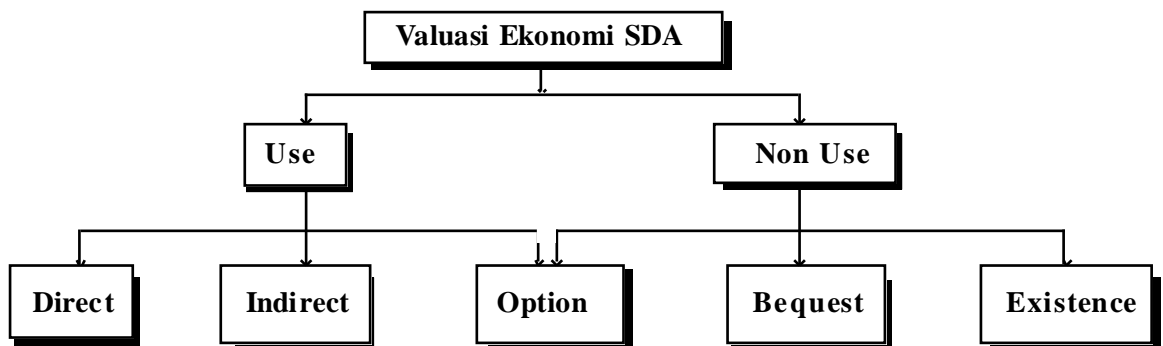 Valuasi Ekonomi SDA
Use
Non Use
Direct
Indirect
Option
Bequest
Existence